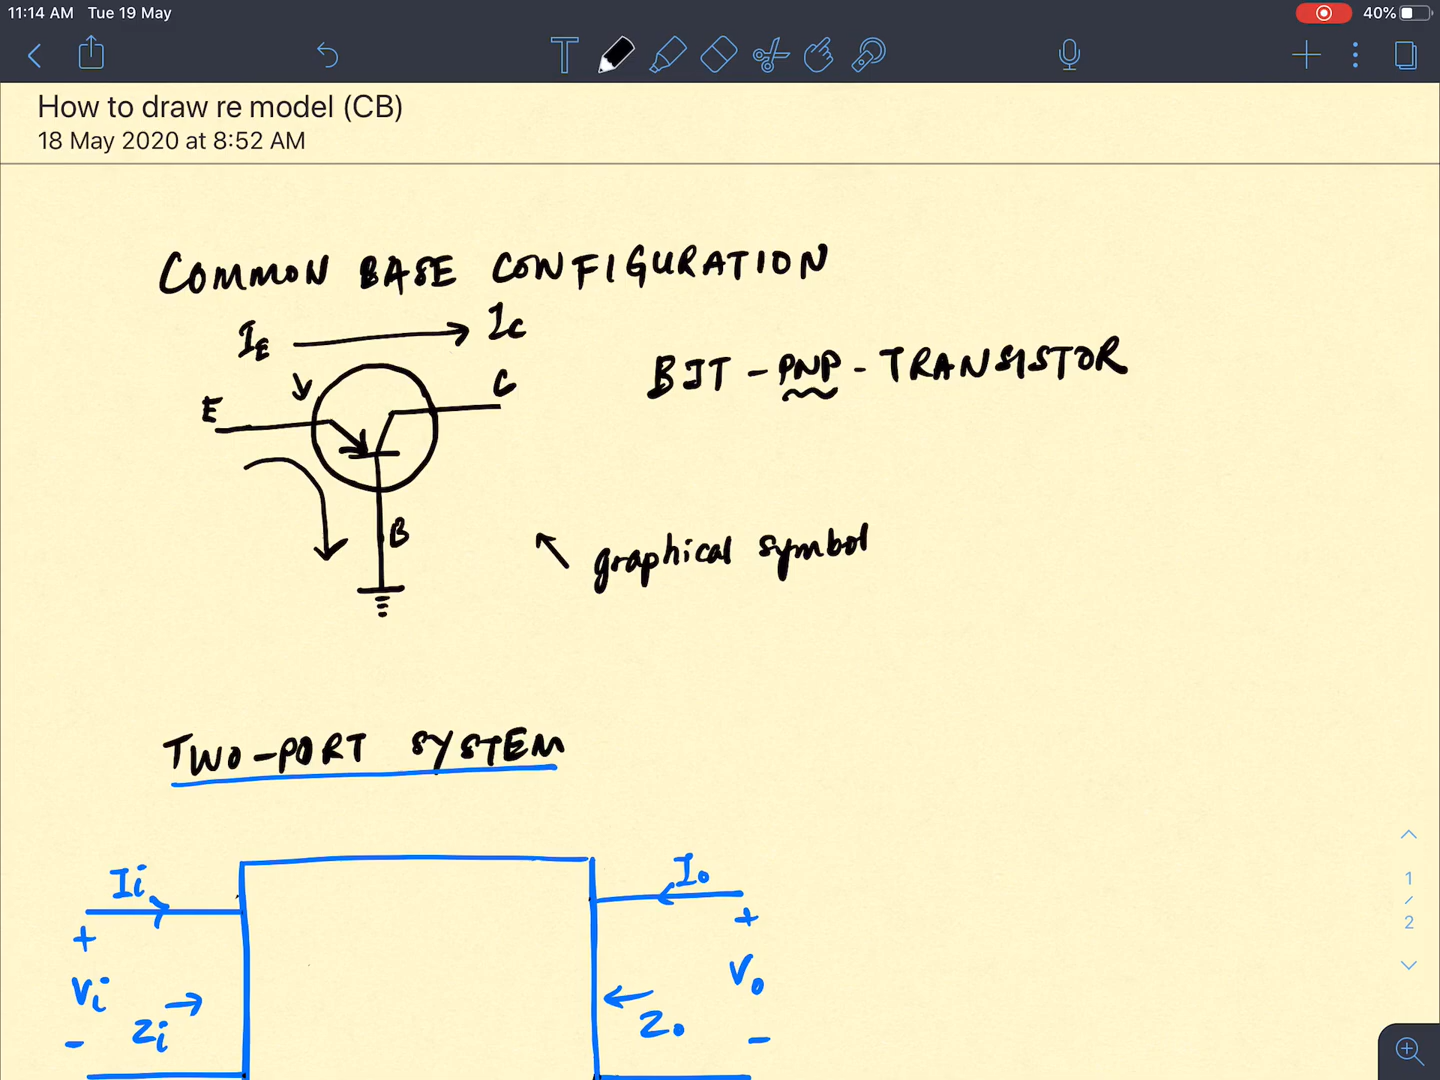 11:14 AM Tue 19 May
40%
How to draw re model (CB)
18 May 2020 at 8:52 AM
COMMON BASE CONFIGURATION
IE
IC
BJT - PNP - TRANSISTOR
E
C
B
graphical symbol
TWO-PORT SYSTEM
Ii
Io
+
+
Vi
Vo
Zi
Zo
-
-
1
/
2